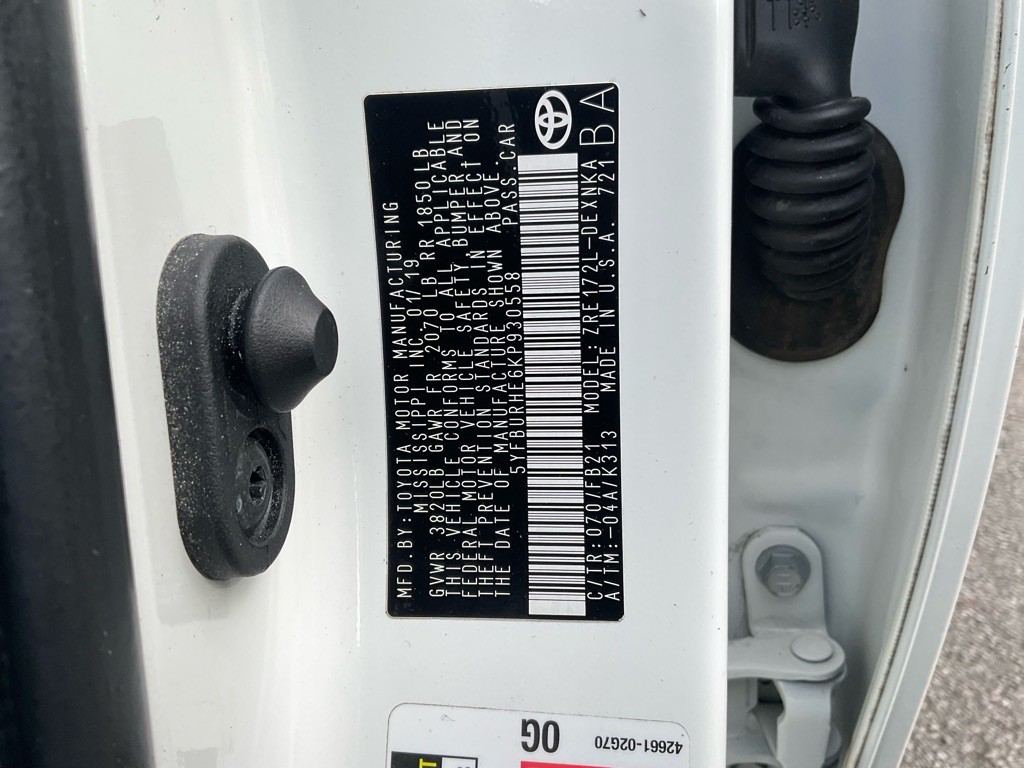 MFD.BY:TOYOTA MOTOR MANUFACTURING
MISSISSIPPI INC. 01/19
GVWR 3820LB GAWR FR 2070 LB RR 1850LB
THIS VEHICLE CONFORMS TO ALL APPLICABLE
FEDERAL MOTOR VEHICLE SAFETY,BUMPER AND
THEFT PREVENTION STANDARDS IN EFFECT ON
THE DATE OF MANUFACTURE SHOWN ABOVE.
5YFBURHE6KP930558 PASS.CAR
C/TR:070/FB21 MODEL:ZRE172L-DEXNKA
A/TM:-04A/K313 MADE IN U.S.A. 721
BA
42661-02G70
0G